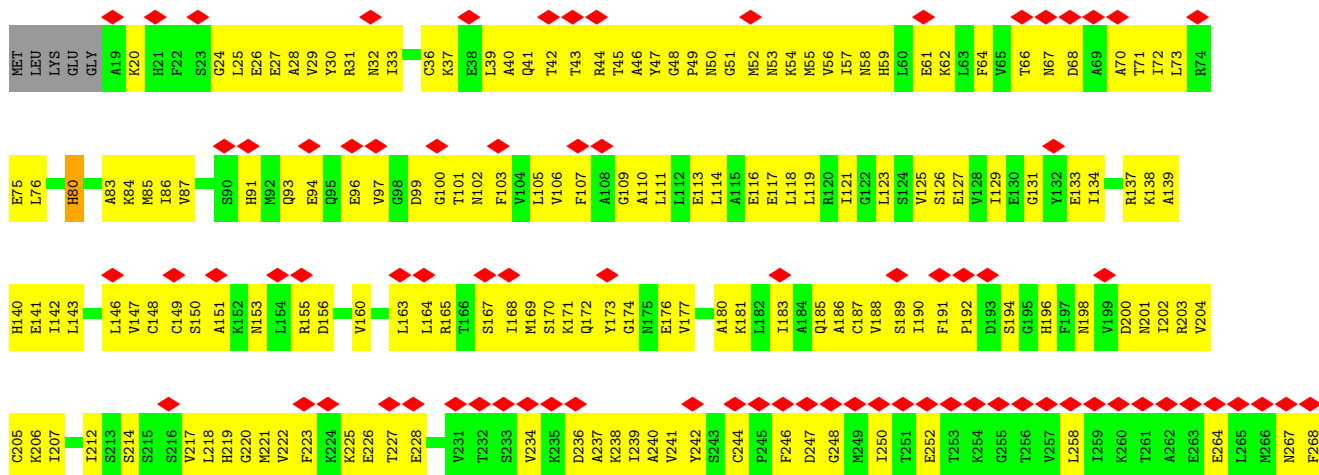 MET LEU LYS GLU GLY A19 K20 H21 F22 S23 G24 L25 E26 E27 A28 V29 Y30 R31 N32 I33 C36 K37 E38 L39 A40 Q41 T42 T43 R44 T45 A46 Y47 G48 P49 N50 G51 M52 N53 K54 M55 V56 I57 N58 H59 L60 E61 K62 L63 F64 V65 T66 N67 D68 A69 A70 T71 I72 L73 R74
E75 L76 H80 A83 K84 M85 I86 V87 S90 H91 M92 Q93 E94 Q95 E96 V97 G98 D99 G100 T101 N102 F103 V104 L105 V106 F107 A108 G109 A110 L111 L112 E113 L114 A115 E116 E117 L118 L119 R120 I121 G122 L123 S124 V125 S126 E127 V128 I129 E130 G131 Y132 E133 I134 R137 K138 A139
H140 E141 I142 L143 L146 V147 C148 C149 S150 A151 K152 N153 L154 R155 D156 V160 L163 L164 R165 T166 S167 I168 M169 S170 K171 Q172 Y173 G174 N175 E176 V177 A180 K181 L182 I183 A184 Q185 A186 C187 V188 S189 I190 F191 P192 D193 S194 G195 H196 F197 N198 V199 D200 N201 I202 R203 V204
C205 K206 I207 I212 S213 S214 S215 S216 V217 L218 H219 G220 M221 V222 F223 K224 K225 E226 T227 E228 V231 T232 S233 V234 K235 D236 A237 K238 I239 A240 V241 Y242 S243 C244 P245 F246 D247 G248 M249 I250 T251 E252 T253 K254 G255 T256 V257 L258 I259 K260 T261 A262 E263 E264 L265 M266 N267 F268